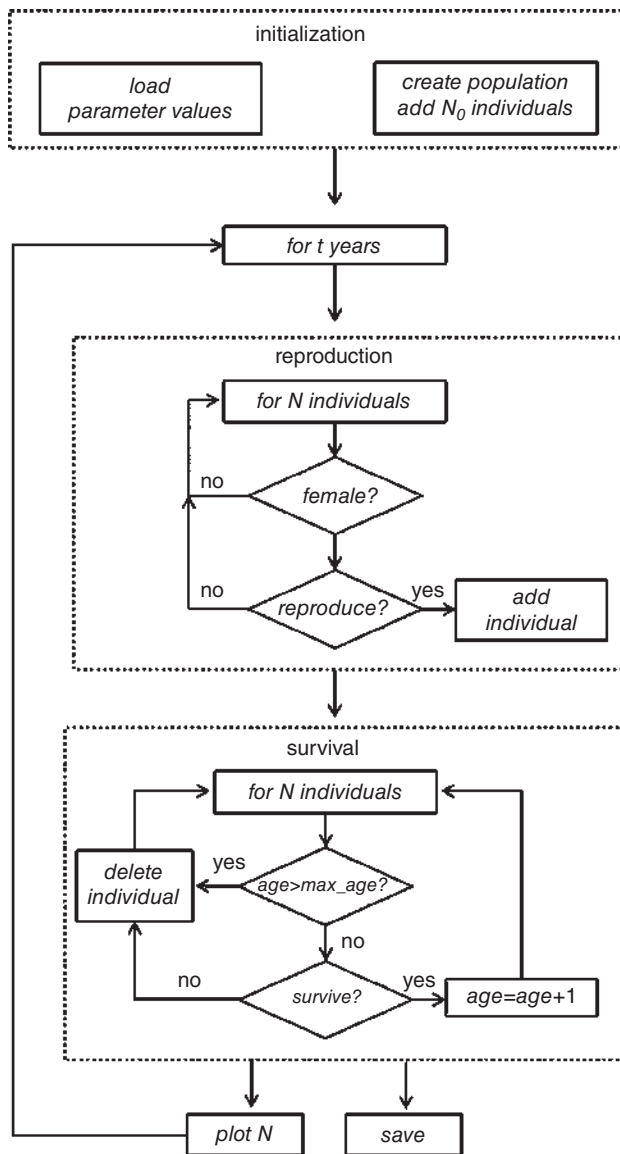 initialization
load
parameter values
create population
add N₀ individuals
for t years
reproduction
for N individuals
no
female?
no
reproduce?
yes
add
individual
survival
for N individuals
delete
individual
yes
age>max_age?
no
no
survive?
yes
age=age+1
plot N
save